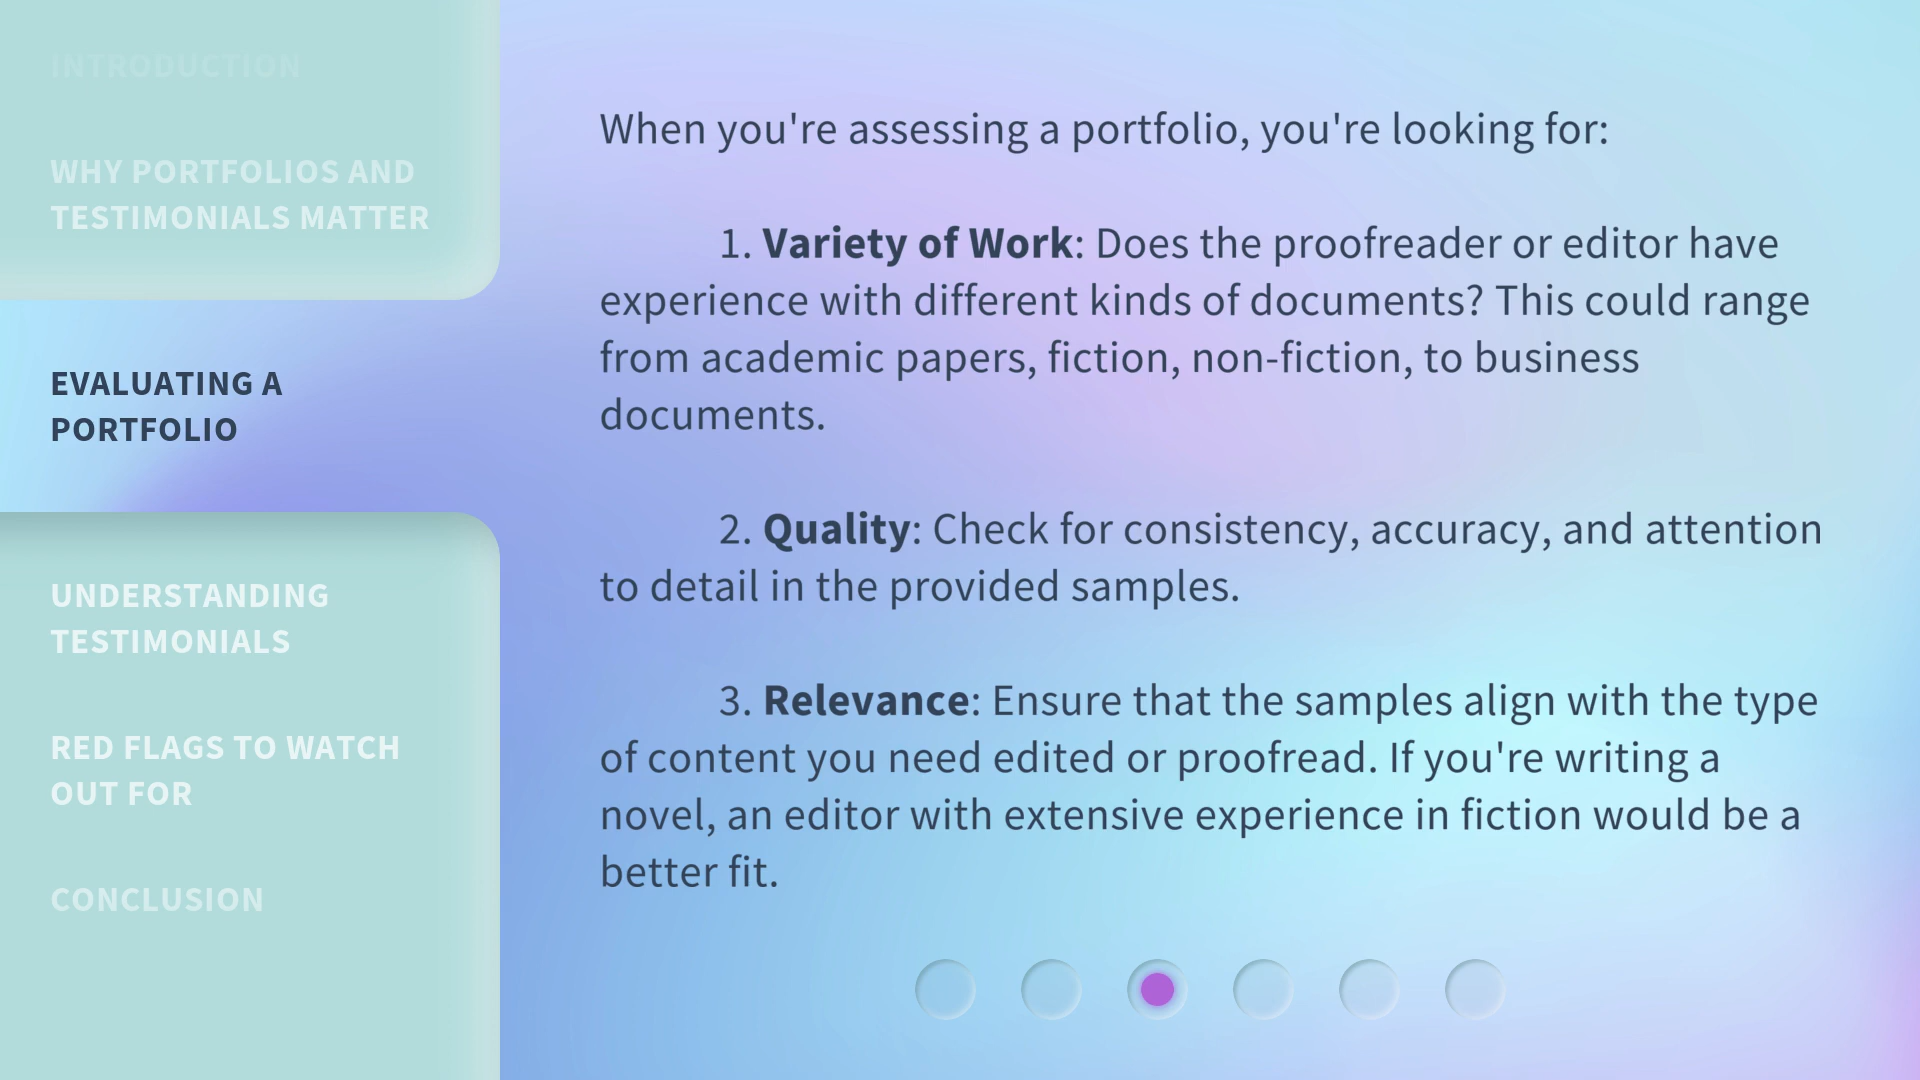 INTRODUCTION
WHY PORTFOLIOS AND
TESTIMONIALS MATTER
EVALUATING A
PORTFOLIO
UNDERSTANDING
TESTIMONIALS
RED FLAGS TO WATCH
OUT FOR
CONCLUSION
When you're assessing a portfolio, you're looking for:
1. Variety of Work: Does the proofreader or editor have
experience with different kinds of documents? This could range
from academic papers, fiction, non-fiction, to business
documents.
2. Quality: Check for consistency, accuracy, and attention
to detail in the provided samples.
3. Relevance: Ensure that the samples align with the type
of content you need edited or proofread. If you're writing a
novel, an editor with extensive experience in fiction would be a
better fit.